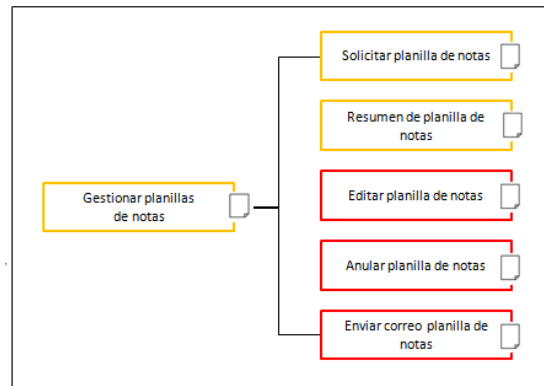 Solicitar planilla de notas
Resumen de planilla de
notas
Gestionar planillas
de notas
Editar planilla de notas
Anular planilla de notas
Enviar correo planilla de
notas